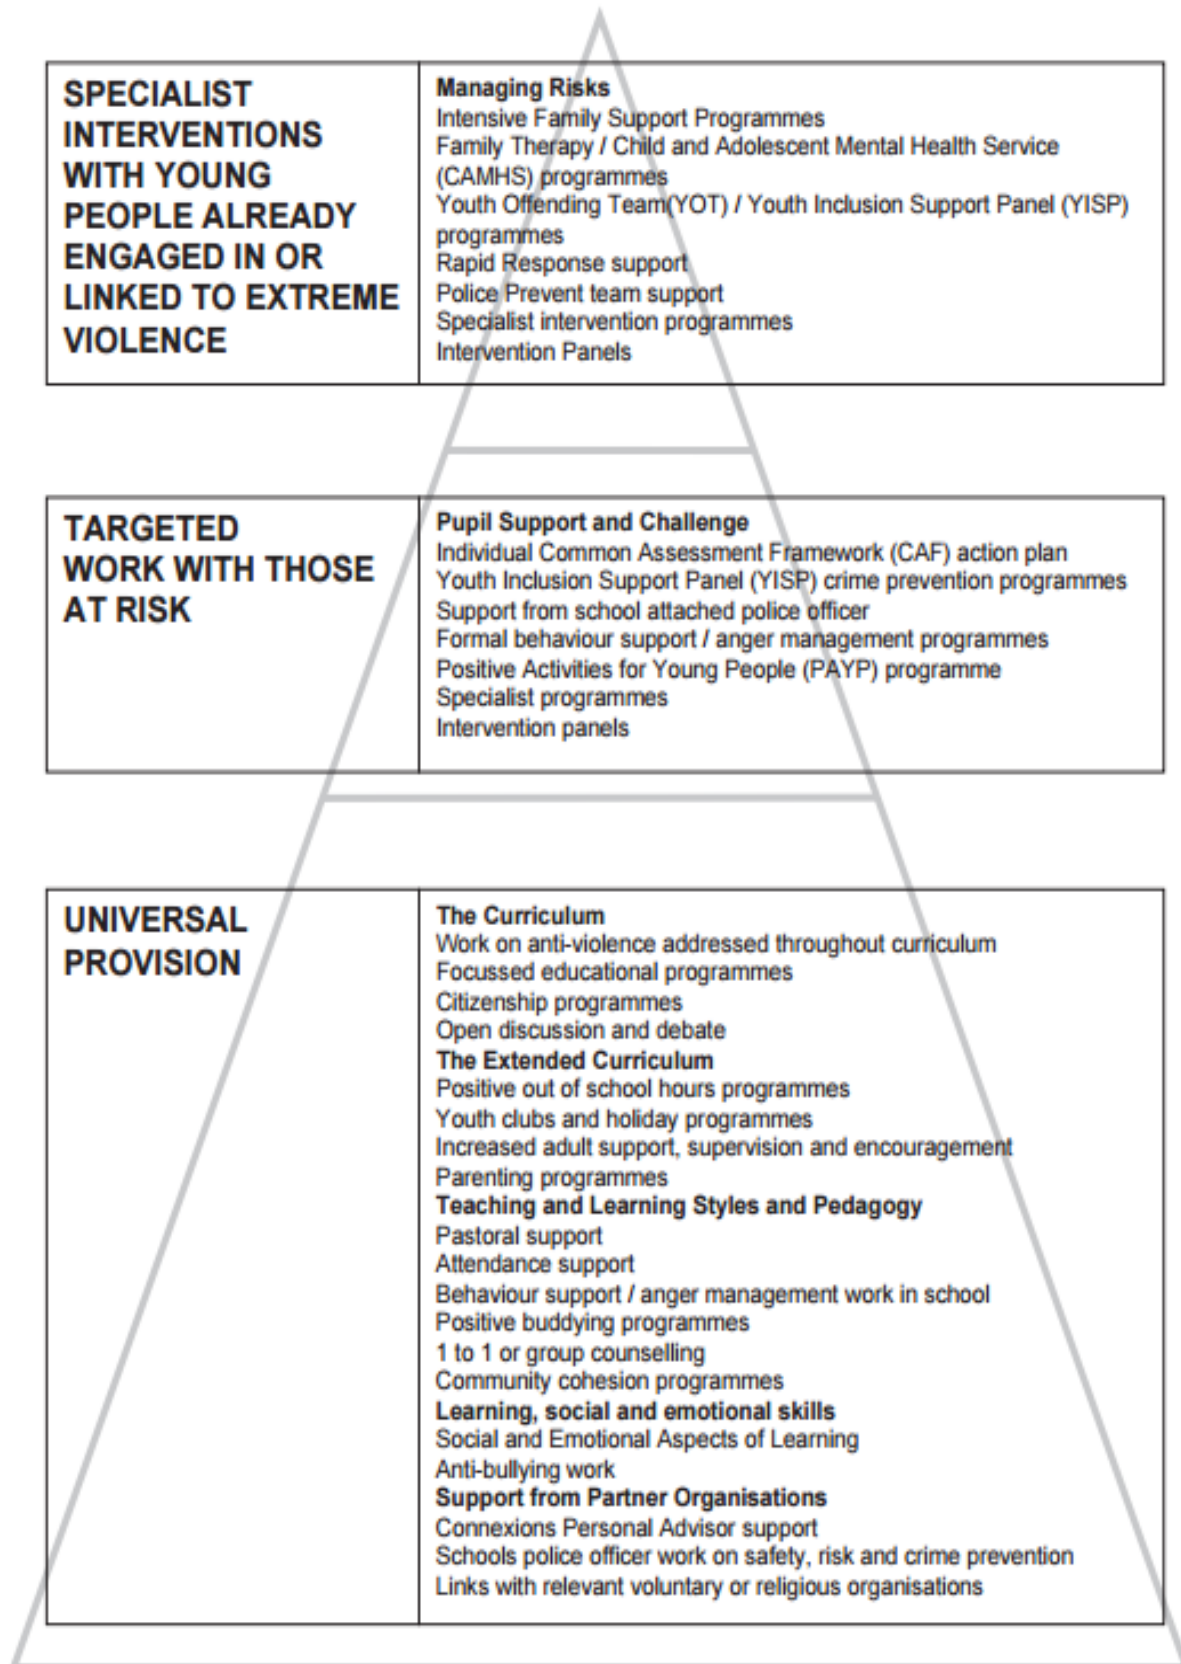 SPECIALIST
INTERVENTIONS
WITH YOUNG
PEOPLE ALREADY
ENGAGED IN OR
LINKED TO EXTREME
VIOLENCE
Managing Risks
Intensive Family Support Programmes
Family Therapy / Child and Adolescent Mental Health Service
(CAMHS) programmes
Youth Offending Team(YOT) / Youth Inclusion Support Panel (YISP)
programmes
Rapid Response support
Police Prevent team support
Specialist intervention programmes
Intervention Panels
TARGETED
WORK WITH THOSE
AT RISK
Pupil Support and Challenge
Individual Common Assessment Framework (CAF) action plan
Youth Inclusion Support Panel (YISP) crime prevention programmes
Support from school attached police officer
Formal behaviour support / anger management programmes
Positive Activities for Young People (PAYP) programme
Specialist programmes
Intervention panels
UNIVERSAL
PROVISION
The Curriculum
Work on anti-violence addressed throughout curriculum
Focussed educational programmes
Citizenship programmes
Open discussion and debate
The Extended Curriculum
Positive out of school hours programmes
Youth clubs and holiday programmes
Increased adult support, supervision and encouragement
Parenting programmes
Teaching and Learning Styles and Pedagogy
Pastoral support
Attendance support
Behaviour support / anger management work in school
Positive buddying programmes
1 to 1 or group counselling
Community cohesion programmes
Learning, social and emotional skills
Social and Emotional Aspects of Learning
Anti-bullying work
Support from Partner Organisations
Connexions Personal Advisor support
Schools police officer work on safety, risk and crime prevention
Links with relevant voluntary or religious organisations